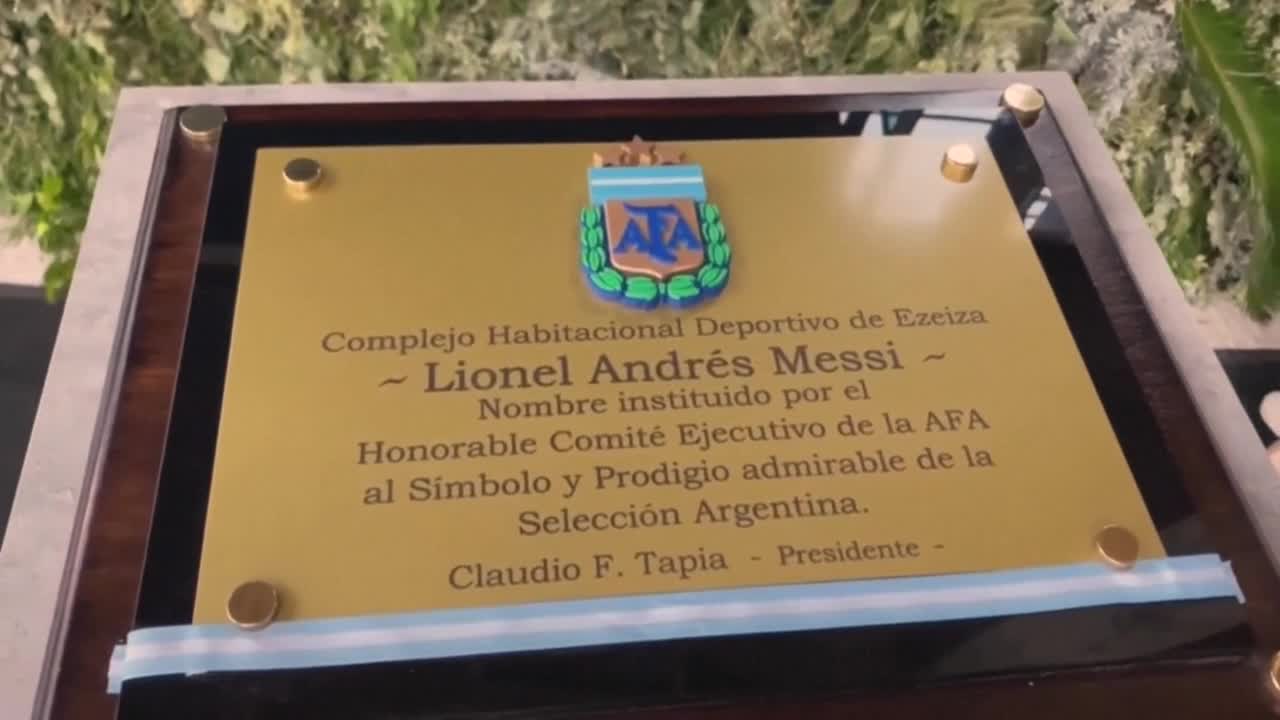 AFA
Complejo Habitacional Deportivo de Ezeiza
~ Lionel Andrés Messi ~
Nombre instituido por el
Honorable Comité Ejecutivo de la AFA
al Símbolo y Prodigio admirable de la
Selección Argentina.
Claudio F. Tapia - Presidente -